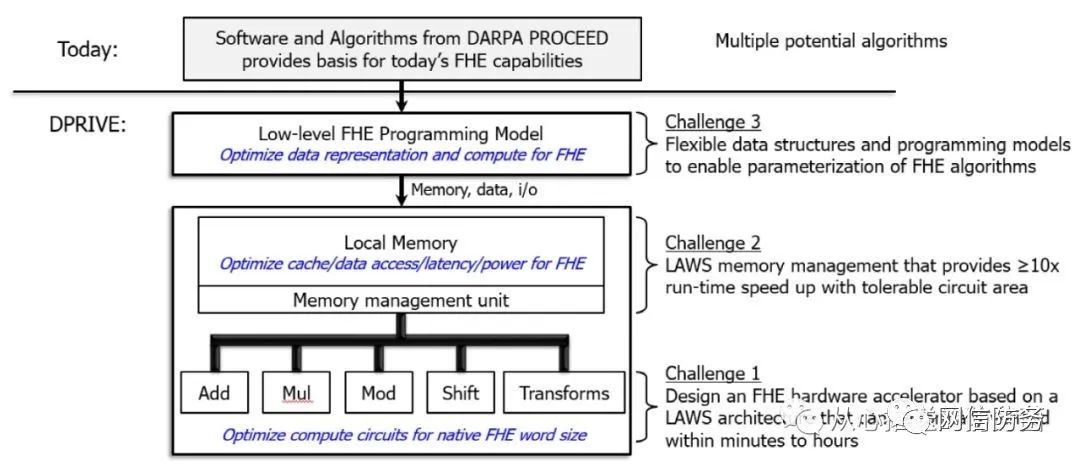 Today:
Software and Algorithms from DARPA PROCEED
provides basis for today's FHE capabilities
Multiple potential algorithms
DPRIVE:
Low-level FHE Programming Model
Optimize data representation and compute for FHE
Challenge 3
Flexible data structures and programming models
to enable parameterization of FHE algorithms
Memory, data, i/o
Local Memory
Optimize cache/data access/latency/power for FHE
Memory management unit
Challenge 2
LAWS memory management that provides ≥10x
run-time speed up with tolerable circuit area
Add
Mul
Mod
Shift
Transforms
Optimize compute circuits for native FHE word size
Challenge 1
Design an FHE hardware accelerator based on a
LAWS architecture that can
within minutes to hours
网信防务